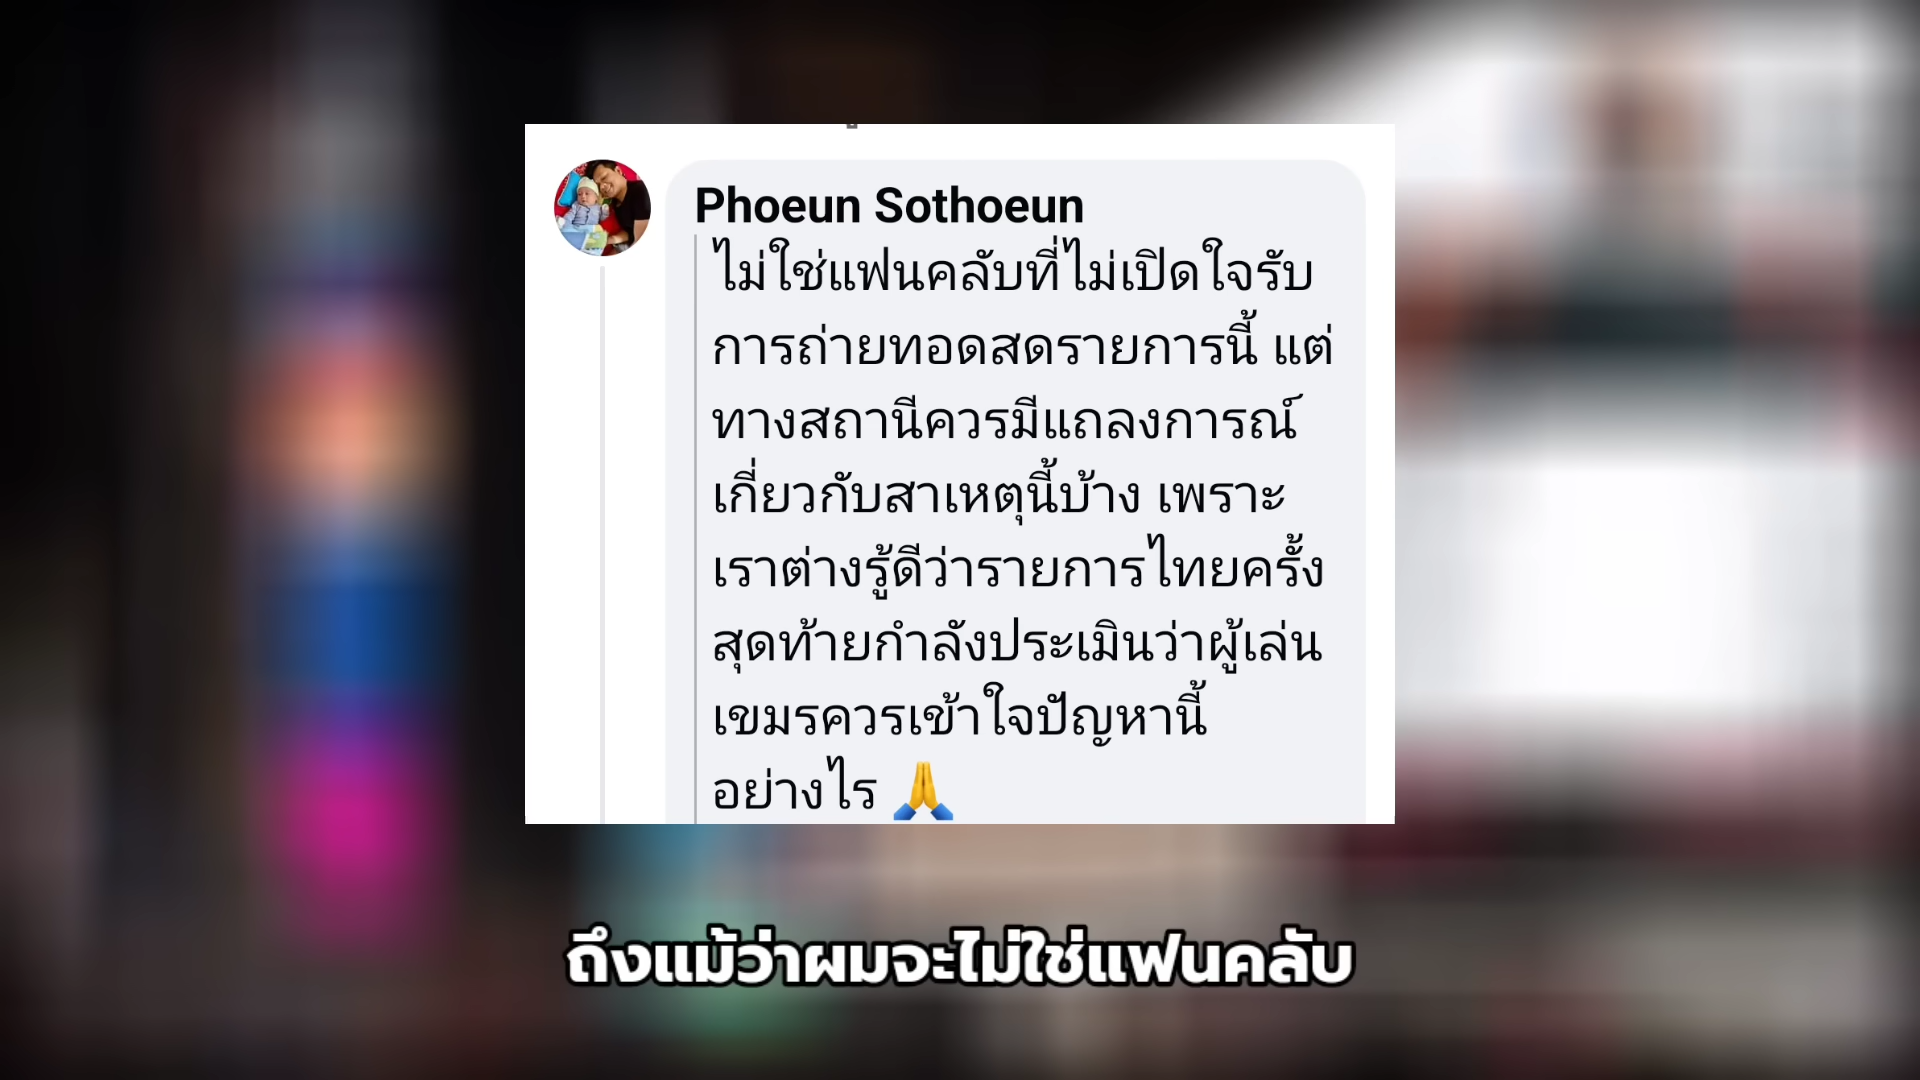 Phoeun Sothoeun
ไม่ใช่แฟนคลับที่ไม่เปิดใจรับ
การถ่ายทอดสดรายการนี้ แต่
ทางสถานีควรมีแถลงการณ์
เกี่ยวกับสาเหตุนี้บ้าง เพราะ
เราต่างรู้ดีว่ารายการไทยครั้ง
สุดท้ายกำลังประเมินว่าผู้เล่น
เขมรควรเข้าใจปัญหานี้
อย่างไร 🙏
ถึงแม้ว่าผมจะไม่ใช่แฟนคลับ